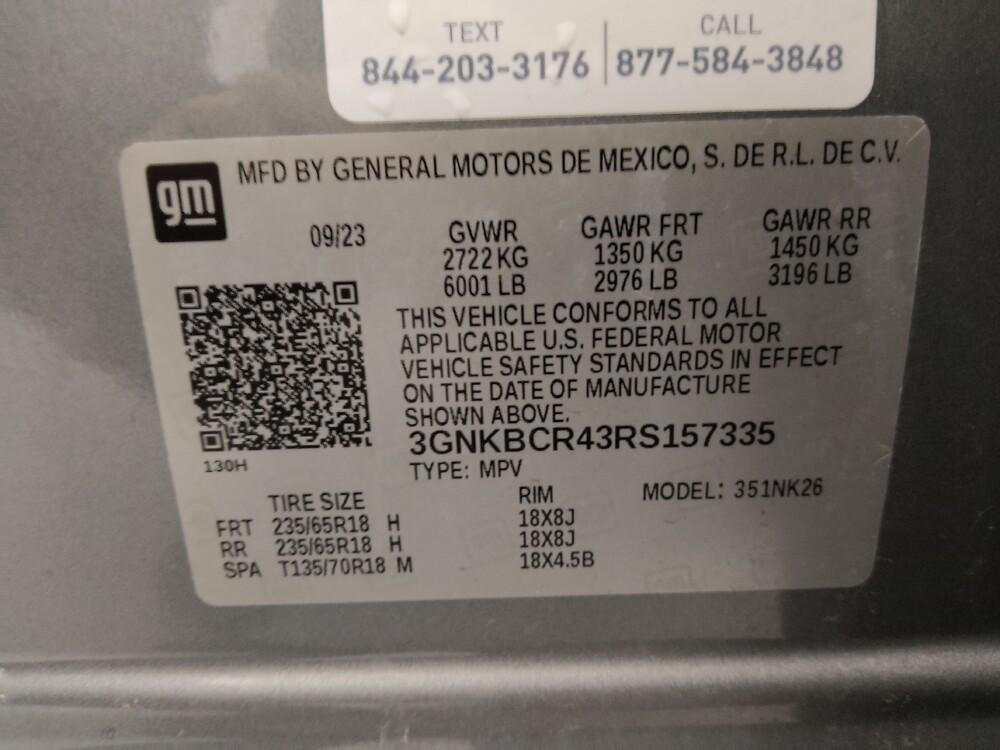 TEXT
CALL
844-203-3176
877-584-3848
gm
MFD BY GENERAL MOTORS DE MEXICO, S. DE R.L. DE C.V.
09/23
GVWR
GAWR FRT
GAWR RR
2722 KG
1350 KG
1450 KG
6001 LB
2976 LB
3196 LB
THIS VEHICLE CONFORMS TO ALL
APPLICABLE U.S. FEDERAL MOTOR
VEHICLE SAFETY STANDARDS IN EFFECT
ON THE DATE OF MANUFACTURE
SHOWN ABOVE.
3GNKBCR43RS157335
130H
TYPE: MPV
TIRE SIZE
RIM
MODEL: 351NK26
FRT 235/65R18 H
18X8J
RR 235/65R18 H
18X8J
SPA T135/70R18 M
18X4.5B